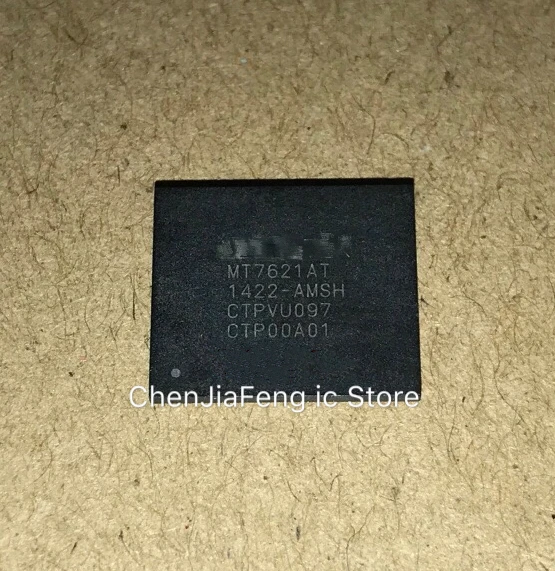 MT7621AT
1422-AMSH
CTPVU097
CTP00A01
ChenJiaFeng ic Store